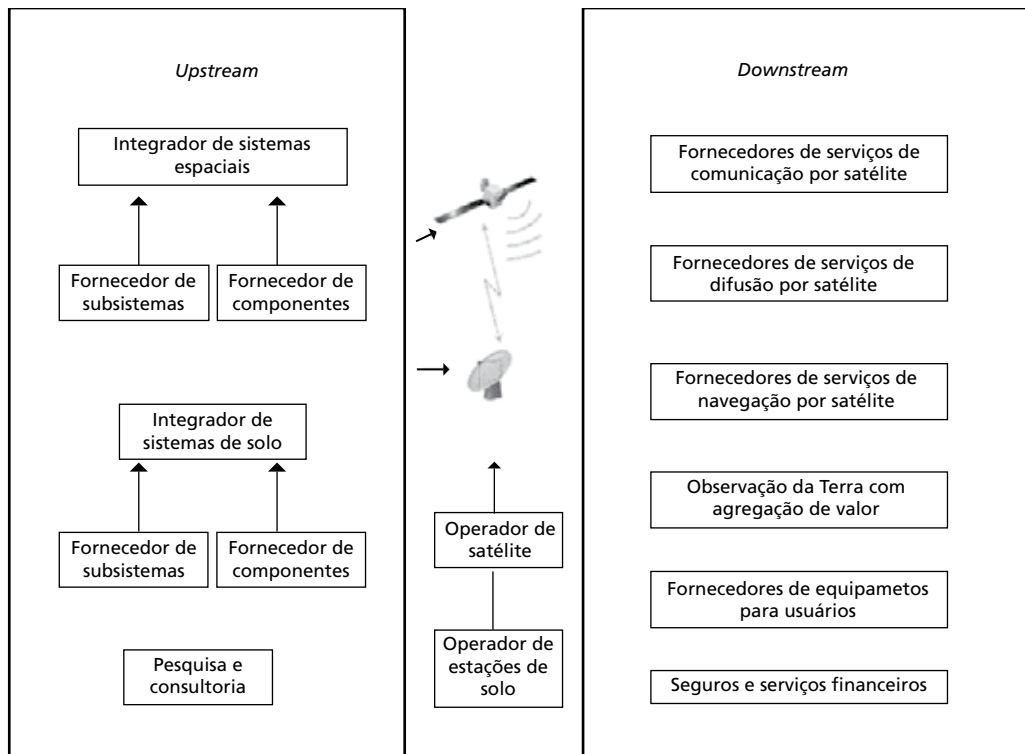 Upstream
Integrador de sistemas
espaciais
Fornecedor de
subsistemas
Fornecedor de
componentes
Integrador de
sistemas de solo
Fornecedor de
subsistemas
Fornecedor de
componentes
Pesquisa e
consultoria
Operador de
satélite
Operador de
estações de
solo
Downstream
Fornecedores de serviços de
comunicação por satélite
Fornecedores de serviços de
difusão por satélite
Fornecedores de serviços de
navegação por satélite
Observação da Terra com
agregação de valor
Fornecedores de equipametos
para usuários
Seguros e serviços financeiros